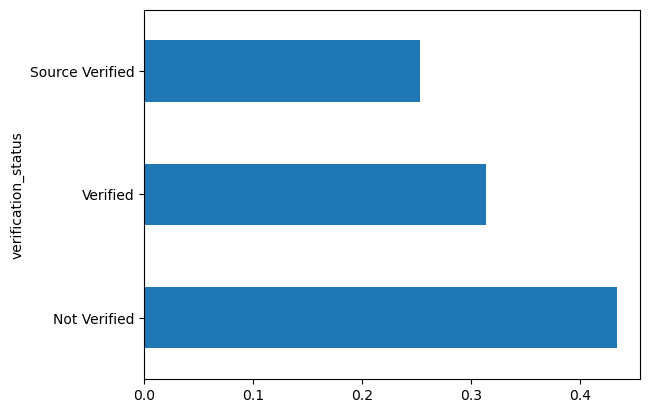 Source Verified
Verified
Not Verified
verification_status
0.0 0.1 0.2 0.3 0.4